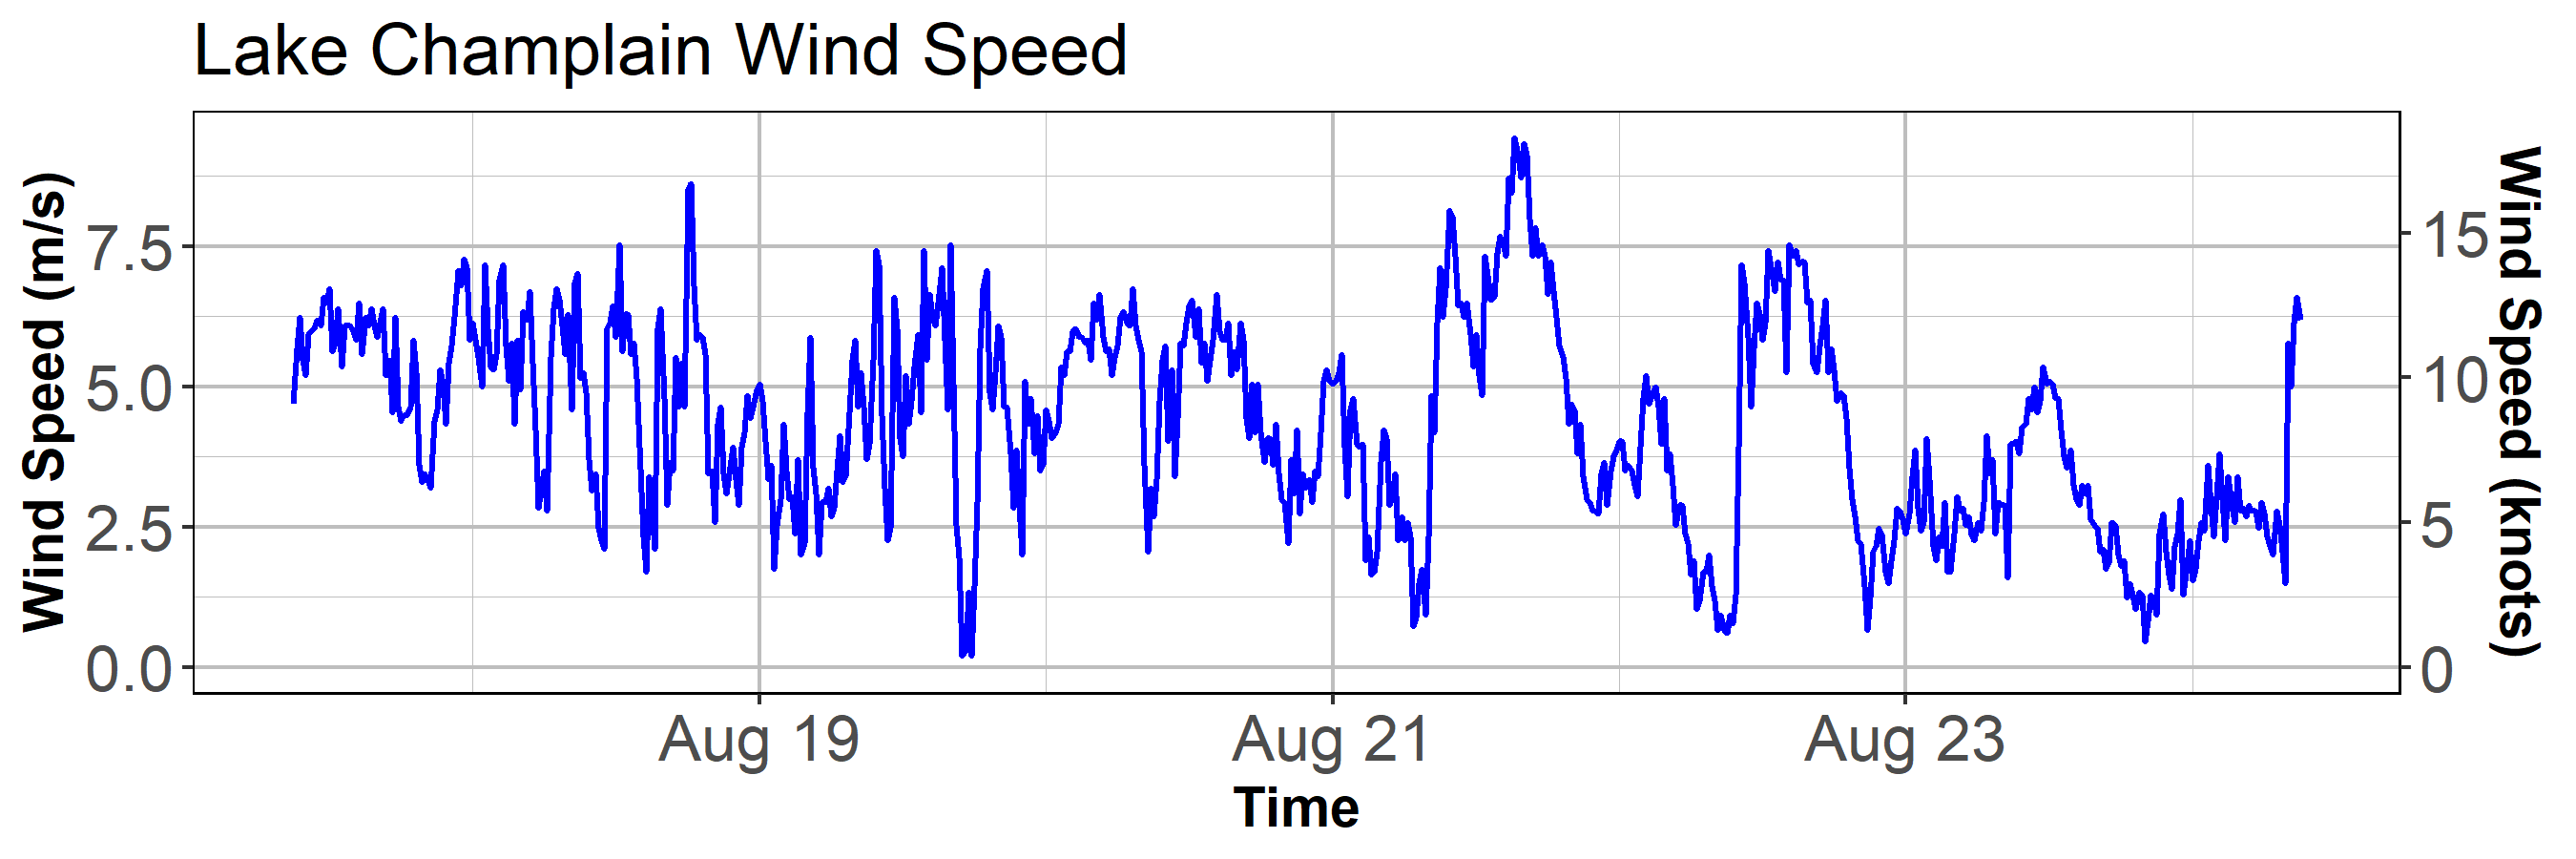 Lake Champlain Wind Speed
Wind Speed (m/s)
7.5
5.0
2.5
0.0
15
10
5
0
Wind Speed (knots)
Aug 19
Aug 21
Aug 23
Time